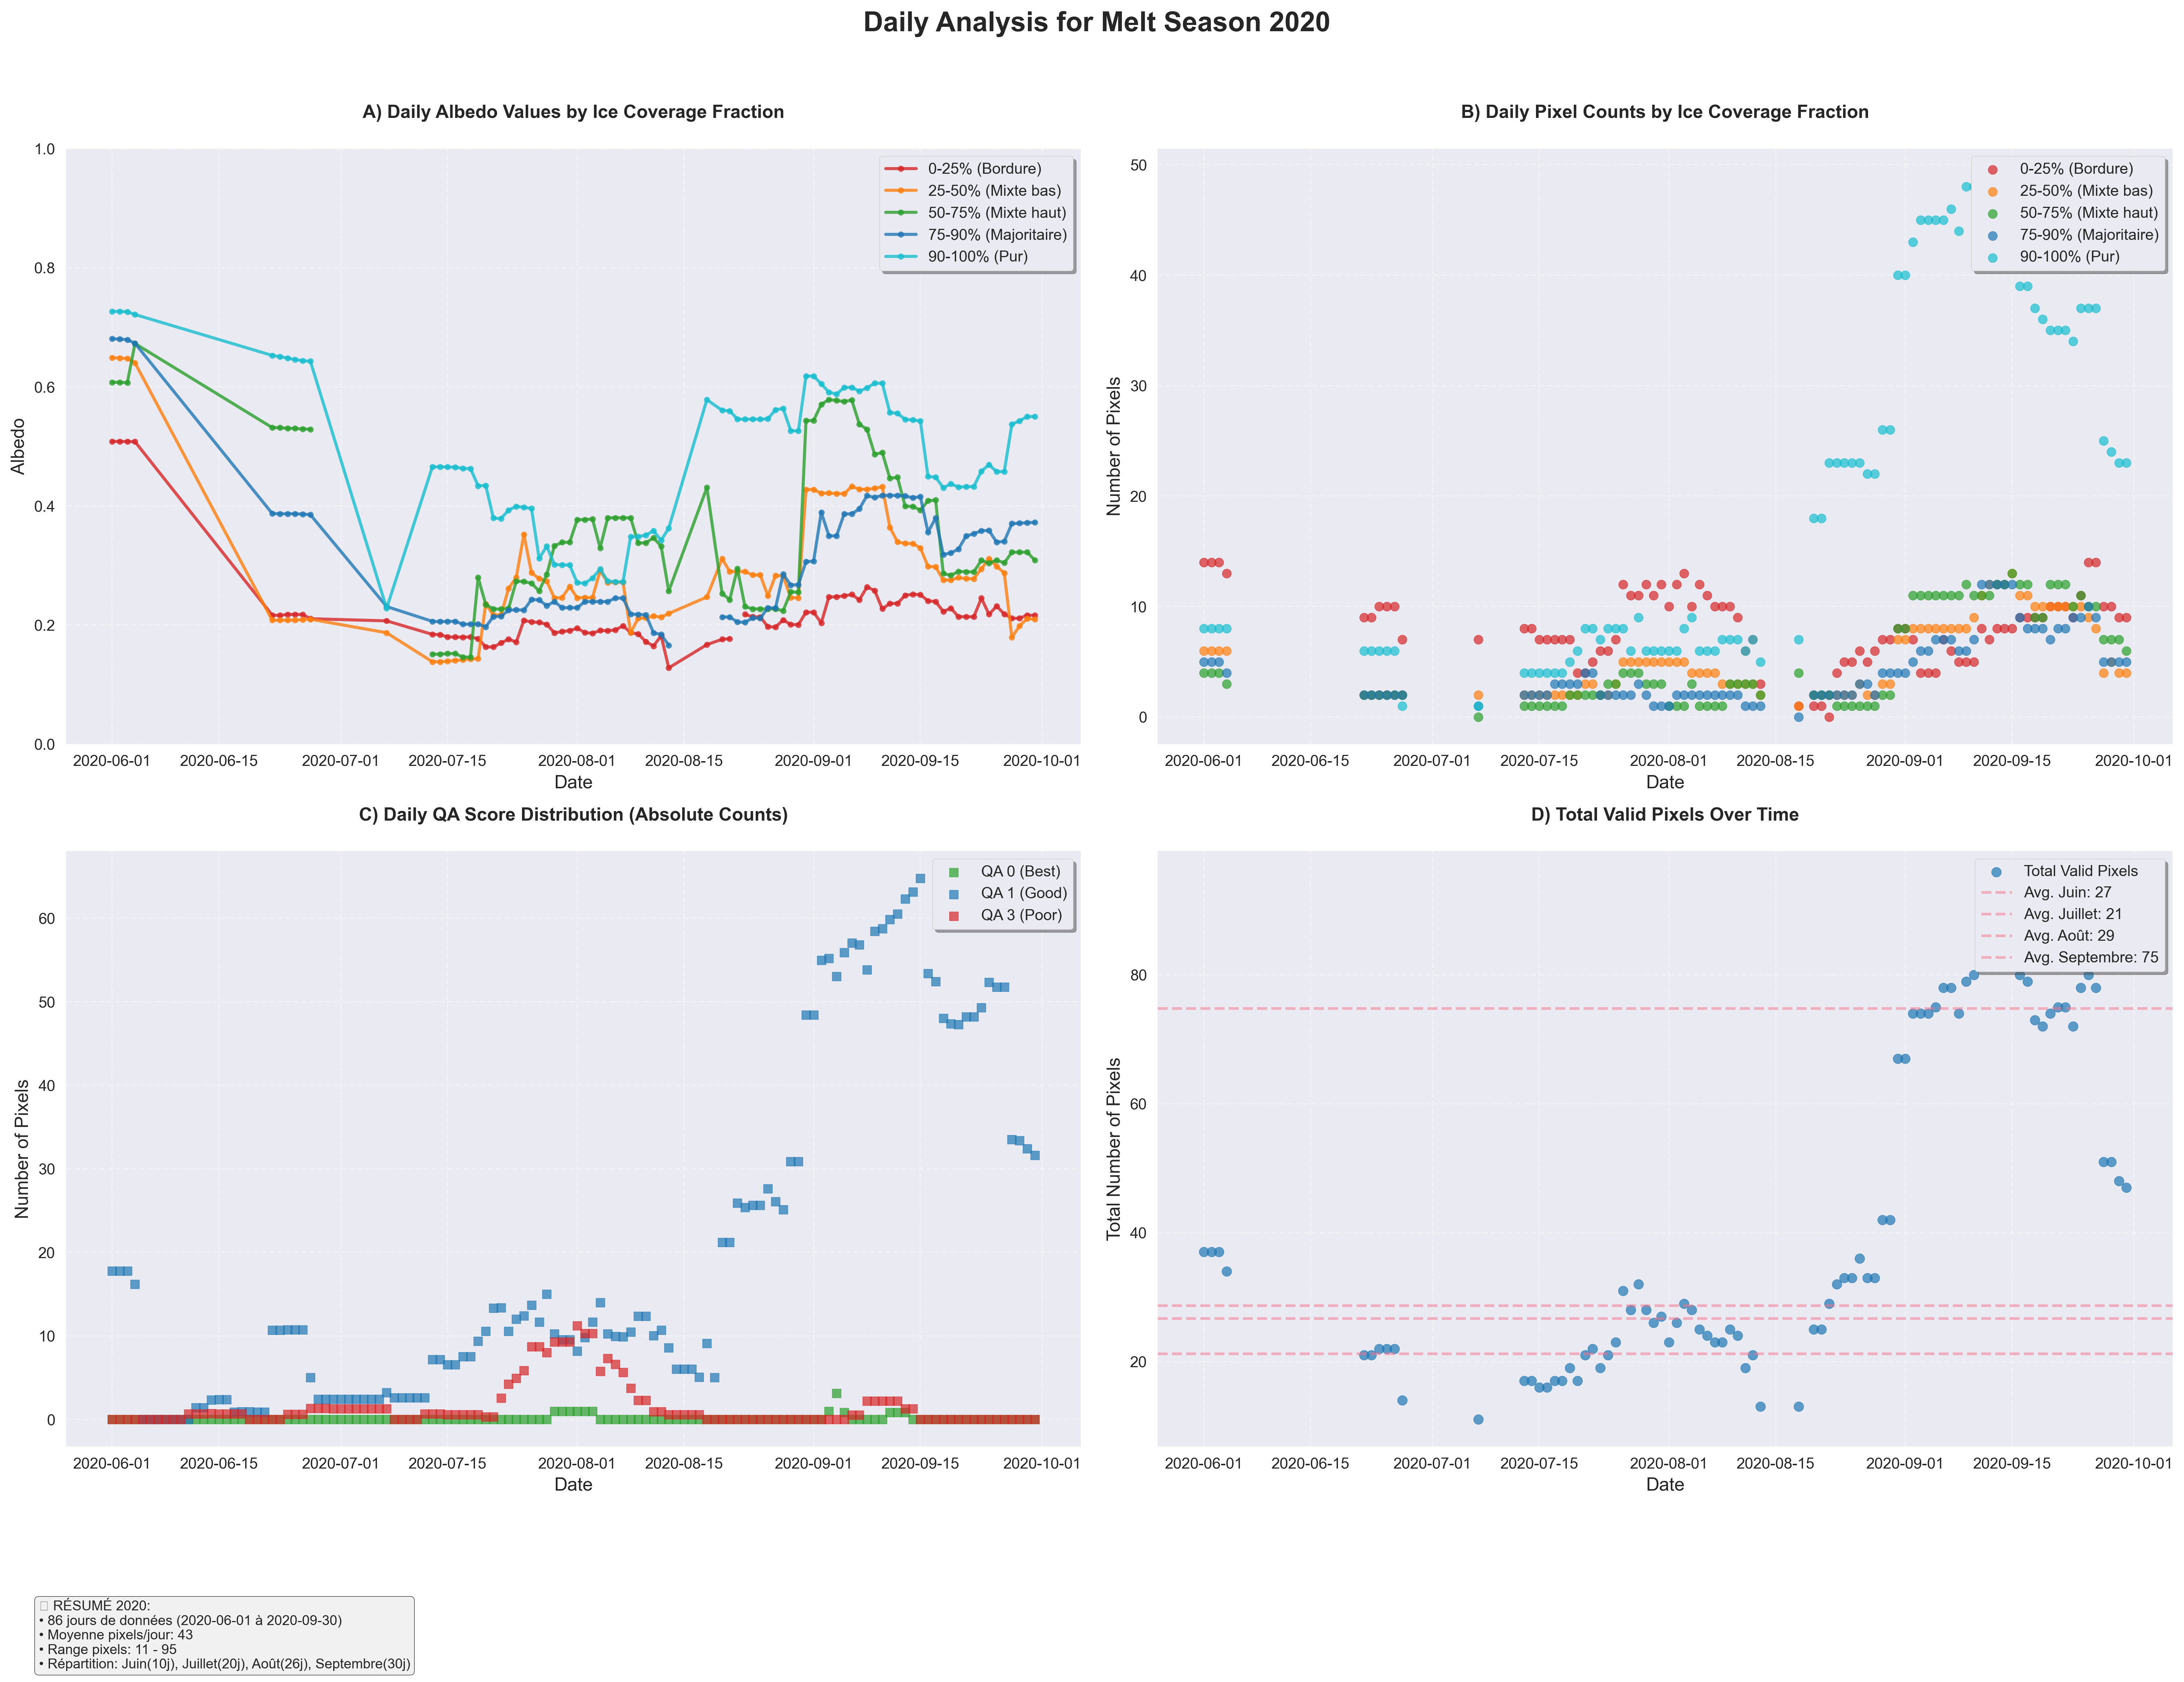 Daily Analysis for Melt Season 2020
A) Daily Albedo Values by Ice Coverage Fraction
1.0
0.8
0.6
0.4
0.2
0.0
Albedo
0-25% (Bordure)
25-50% (Mixte bas)
50-75% (Mixte haut)
75-90% (Majoritaire)
90-100% (Pur)
2020-06-01
2020-06-15
2020-07-01
2020-07-15
2020-08-01
2020-08-15
2020-09-01
2020-09-15
2020-10-01
Date
B) Daily Pixel Counts by Ice Coverage Fraction
50
40
30
20
10
0
Number of Pixels
0-25% (Bordure)
25-50% (Mixte bas)
50-75% (Mixte haut)
75-90% (Majoritaire)
90-100% (Pur)
2020-06-01
2020-06-15
2020-07-01
2020-07-15
2020-08-01
2020-08-15
2020-09-01
2020-09-15
2020-10-01
Date
C) Daily QA Score Distribution (Absolute Counts)
60
50
40
30
20
10
0
Number of Pixels
QA 0 (Best)
QA 1 (Good)
QA 3 (Poor)
2020-06-01
2020-06-15
2020-07-01
2020-07-15
2020-08-01
2020-08-15
2020-09-01
2020-09-15
2020-10-01
Date
D) Total Valid Pixels Over Time
80
60
40
20
Total Number of Pixels
Total Valid Pixels
Avg. Juin: 27
Avg. Juillet: 21
Avg. Août: 29
Avg. Septembre: 75
2020-06-01
2020-06-15
2020-07-01
2020-07-15
2020-08-01
2020-08-15
2020-09-01
2020-09-15
2020-10-01
Date
RÉSUMÉ 2020:
• 86 jours de données (2020-06-01 à 2020-09-30)
• Moyenne pixels/jour: 43
• Range pixels: 11 - 95
• Répartition: Juin(10j), Juillet(20j), Août(26j), Septembre(30j)